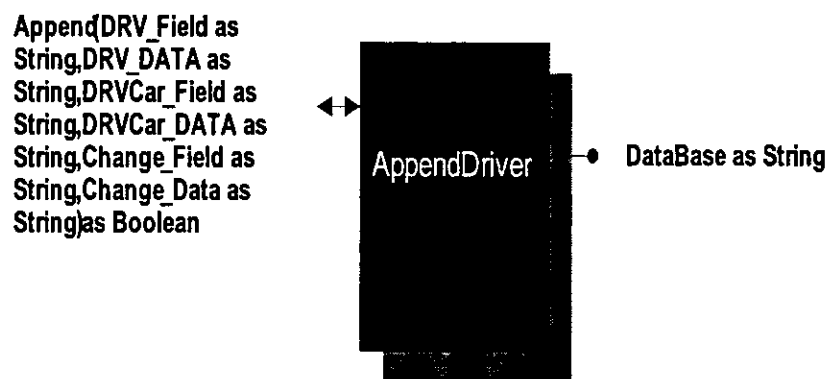 Append(DRV_Field as
String,DRV_DATA as
String,DRVCar_Field as
String,DRVCar_DATA as
String,Change_Field as
String,Change_Data as
String)as Boolean
AppendDriver
DataBase as String